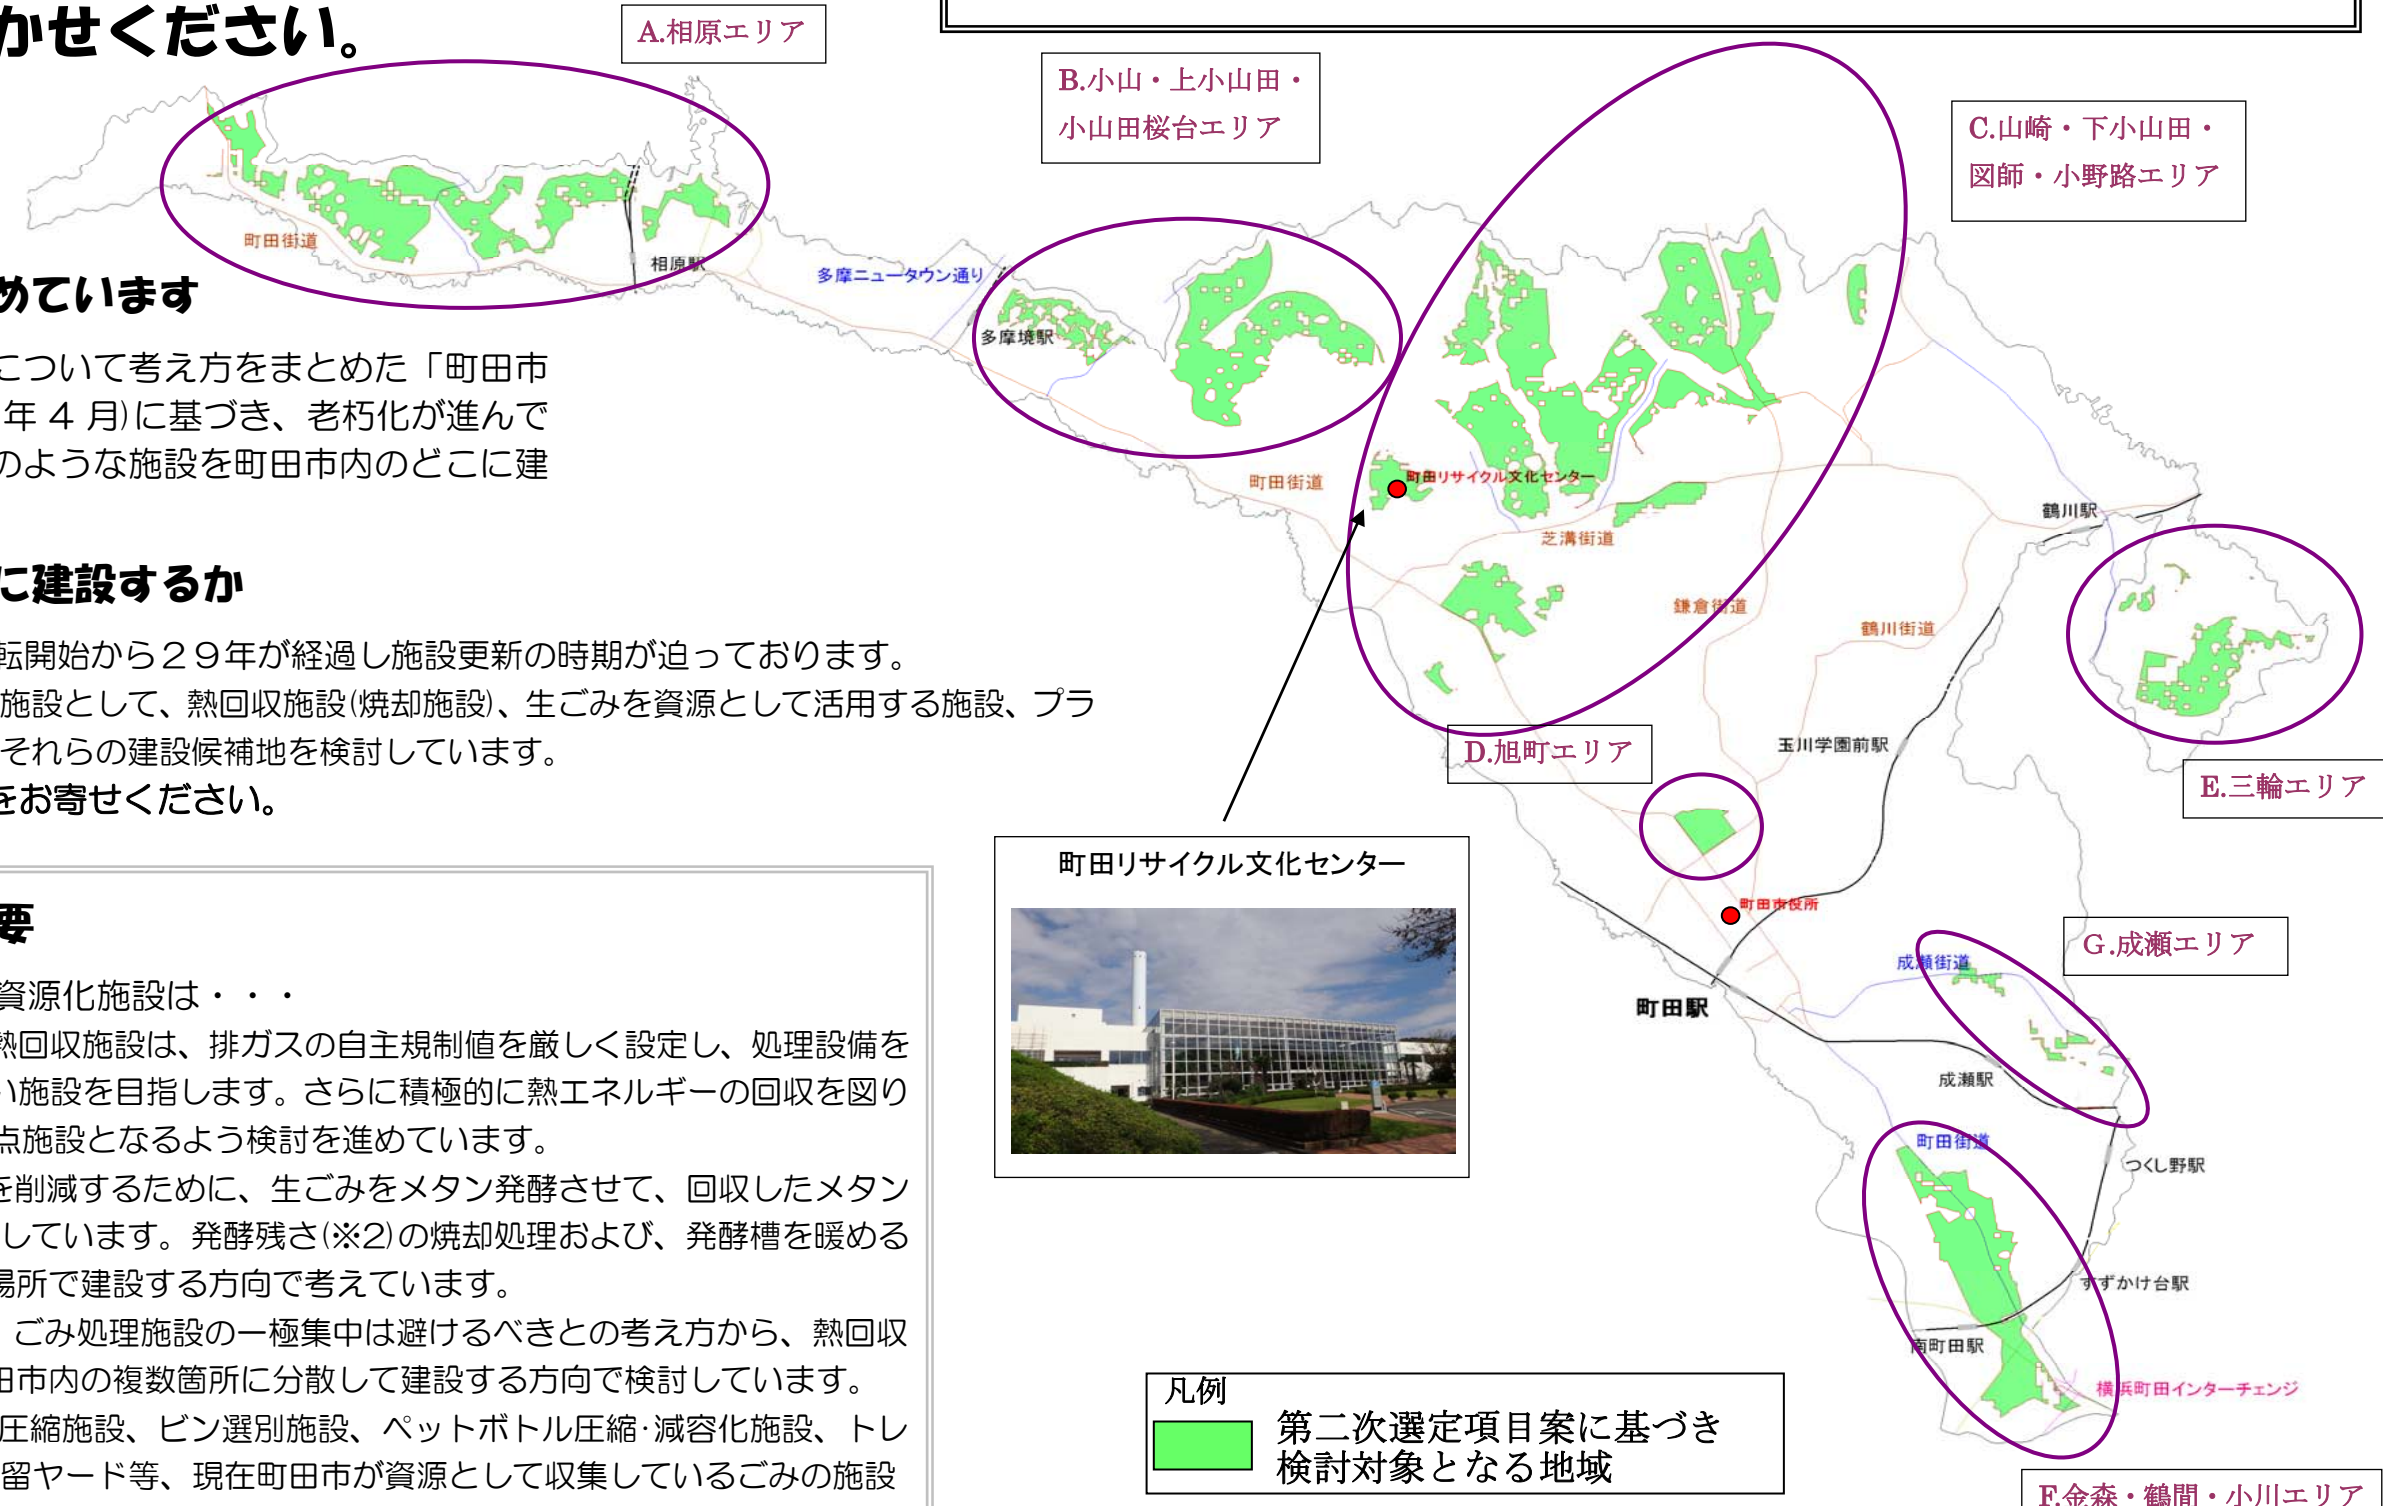 かせください。
めています
について考え方をまとめた「町田市
年 4 月)に基づき、老朽化が進んで
のような施設を町田市内のどこに建
に建設するか
転開始から２９年が経過し施設更新の時期が迫っております。
施設として、熱回収施設(焼却施設)、生ごみを資源として活用する施設、プラ
それらの建設候補地を検討しています。
をお寄せください。
要
資源化施設は・・・
熱回収施設は、排ガスの自主規制値を厳しく設定し、処理設備を
い施設を目指します。さらに積極的に熱エネルギーの回収を図り
点施設となるよう検討を進めています。
を削減するために、生ごみをメタン発酵させて、回収したメタン
しています。発酵残さ(※2)の焼却処理および、発酵槽を暖める
場所で建設する方向で考えています。
、ごみ処理施設の一極集中は避けるべきとの考え方から、熱回収
田市内の複数箇所に分散して建設する方向で検討しています。
圧縮施設、ビン選別施設、ペットボトル圧縮･減容化施設、トレ
留ヤード等、現在町田市が資源として収集しているごみの施設
A.相原エリア
B.小山・上小山田・
小山田桜台エリア
C.山崎・下小山田・
図師・小野路エリア
町田街道
相原駅
多摩ニュータウン通り
多摩境駅
町田街道
町田リサイクル文化センター
芝溝街道
鶴川駅
鎌倉街道
鶴川街道
D.旭町エリア
玉川学園前駅
E.三輪エリア
町田リサイクル文化センター
町田市役所
G.成瀬エリア
成瀬街道
町田駅
成瀬駅
町田街道
つくし野駅
すずかけ台駅
南町田駅
横浜町田インターチェンジ
凡例
第二次選定項目案に基づき
検討対象となる地域
F.金森・鶴間・小川エリア